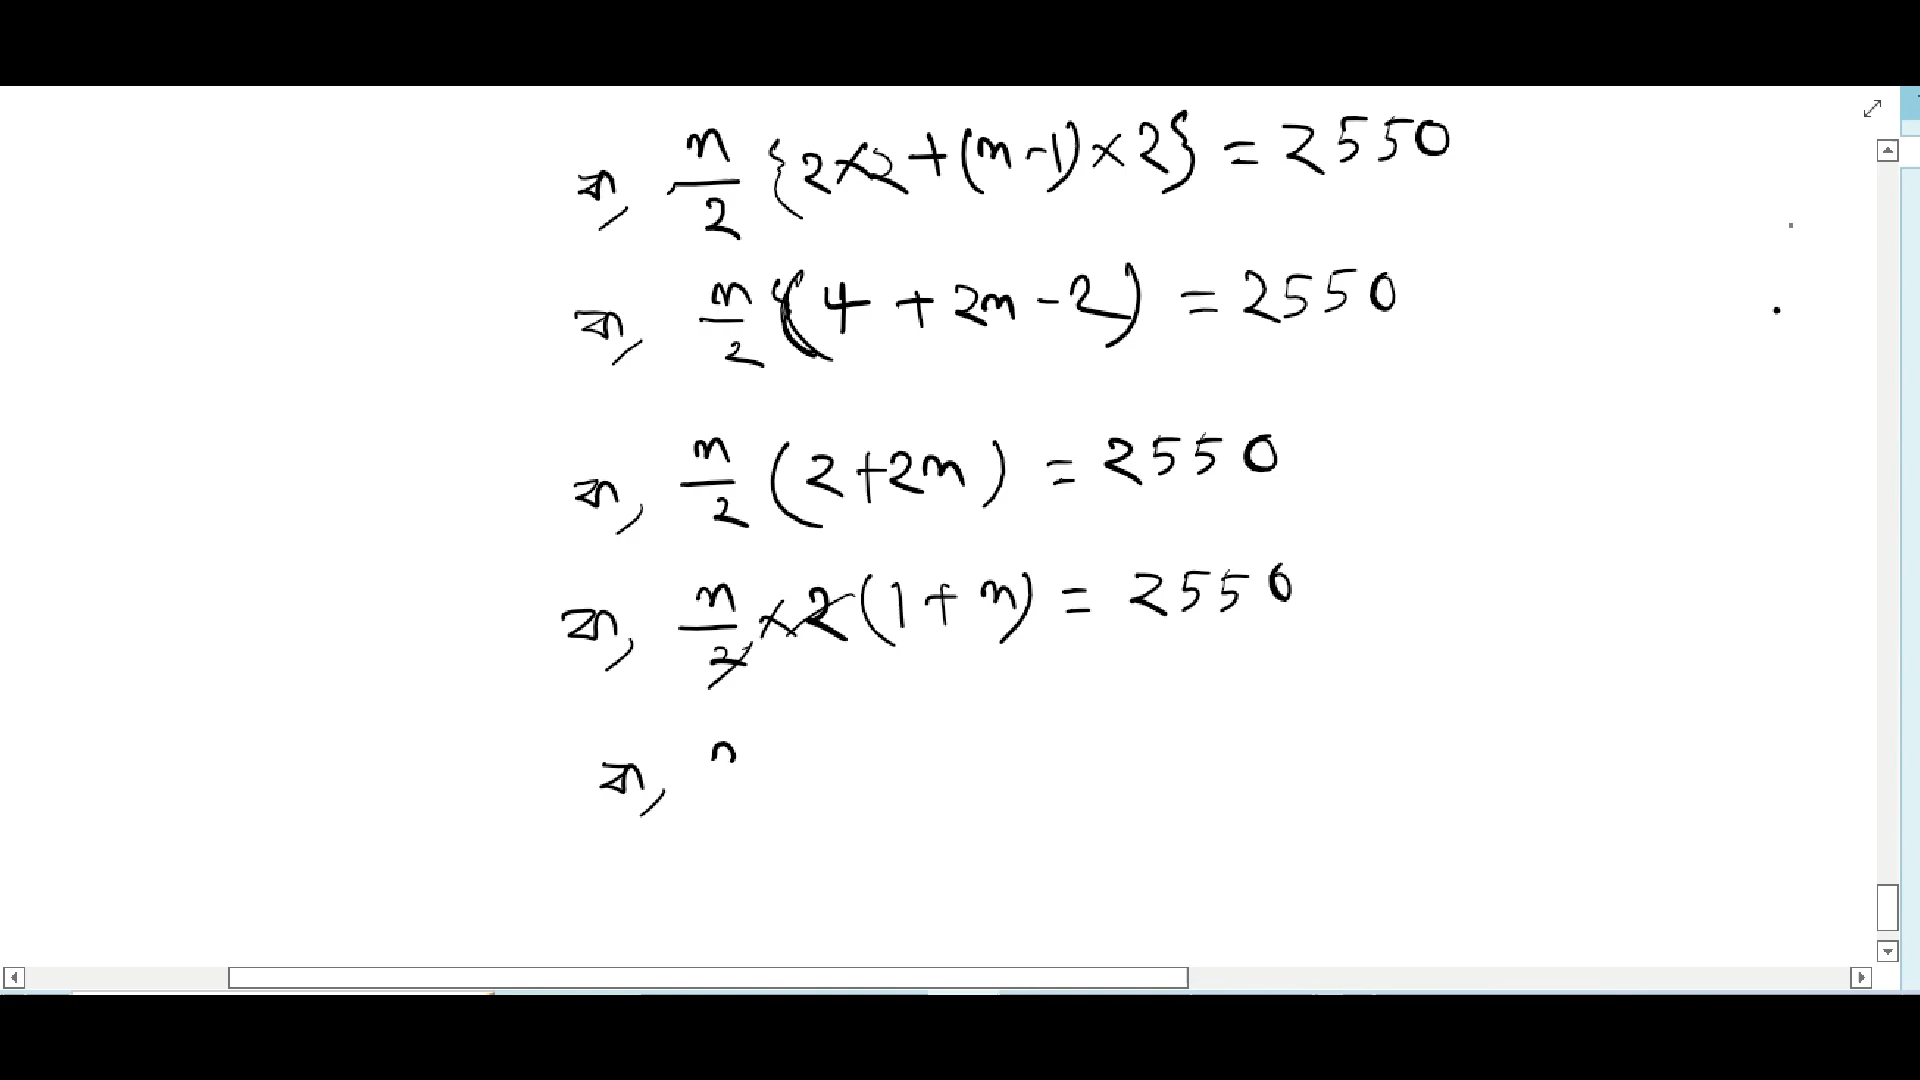 বা, n/2 {2×2+(n-1)×2} = 2550
বা, n/2 (4 + 2n - 2) = 2550
বা, n/2 (2+2n) = 2550
বা, n/2 × 2 (1+n) = 2550
বা, n